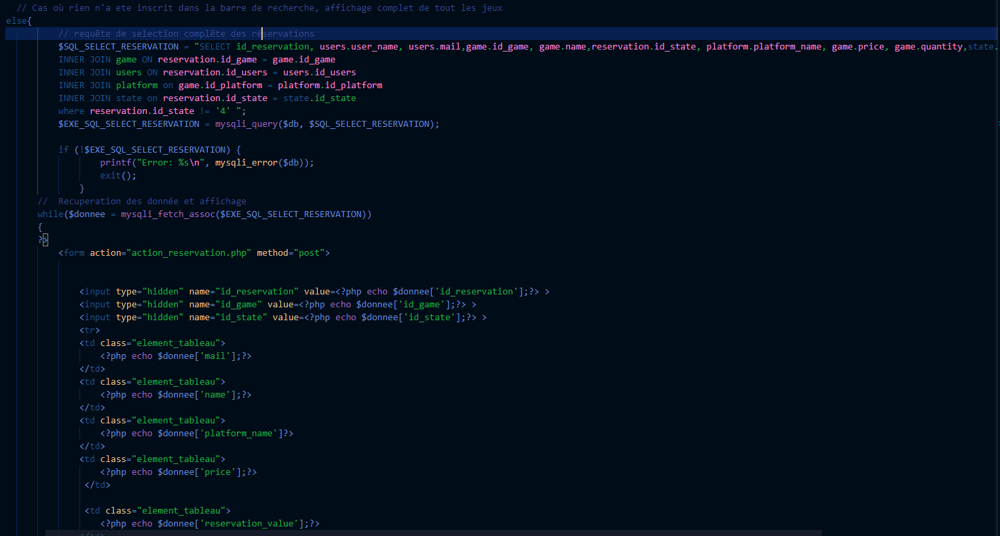 // Cas où rien n'a ete inscrit dans la barre de recherche, affichage complet de tout les jeux
else{
// requête de selection complête des réservations
$SQL_SELECT_RESERVATION = "SELECT id_reservation, users.user_name, users.mail,game.id_game, game.name,reservation.id_state, platform.platform_name, game.price, game.quantity,state.
INNER JOIN game ON reservation.id_game = game.id_game
INNER JOIN users ON reservation.id_users = users.id_users
INNER JOIN platform on game.id_platform = platform.id_platform
INNER JOIN state on reservation.id_state = state.id_state
where reservation.id_state != '4' ";
$EXE_SQL_SELECT_RESERVATION = mysqli_query($db, $SQL_SELECT_RESERVATION);
if (!$EXE_SQL_SELECT_RESERVATION) {
printf("Error: %s\n", mysqli_error($db));
exit();
}
// Recuperation des donnée et affichage
while($donnee = mysqli_fetch_assoc($EXE_SQL_SELECT_RESERVATION))
{
?>
<form action="action_reservation.php" method="post">
<input type="hidden" name="id_reservation" value=<?php echo $donnee['id_reservation'];?> >
<input type="hidden" name="id_game" value=<?php echo $donnee['id_game'];?> >
<input type="hidden" name="id_state" value=<?php echo $donnee['id_state'];?> >
<tr>
<td class="element_tableau">
<?php echo $donnee['mail'];?>
</td>
<td class="element_tableau">
<?php echo $donnee['name'];?>
</td>
<td class="element_tableau">
<?php echo $donnee['platform_name']?>
</td>
<td class="element_tableau">
<?php echo $donnee['price'];?>
</td>
<td class="element_tableau">
<?php echo $donnee['reservation_value'];?>